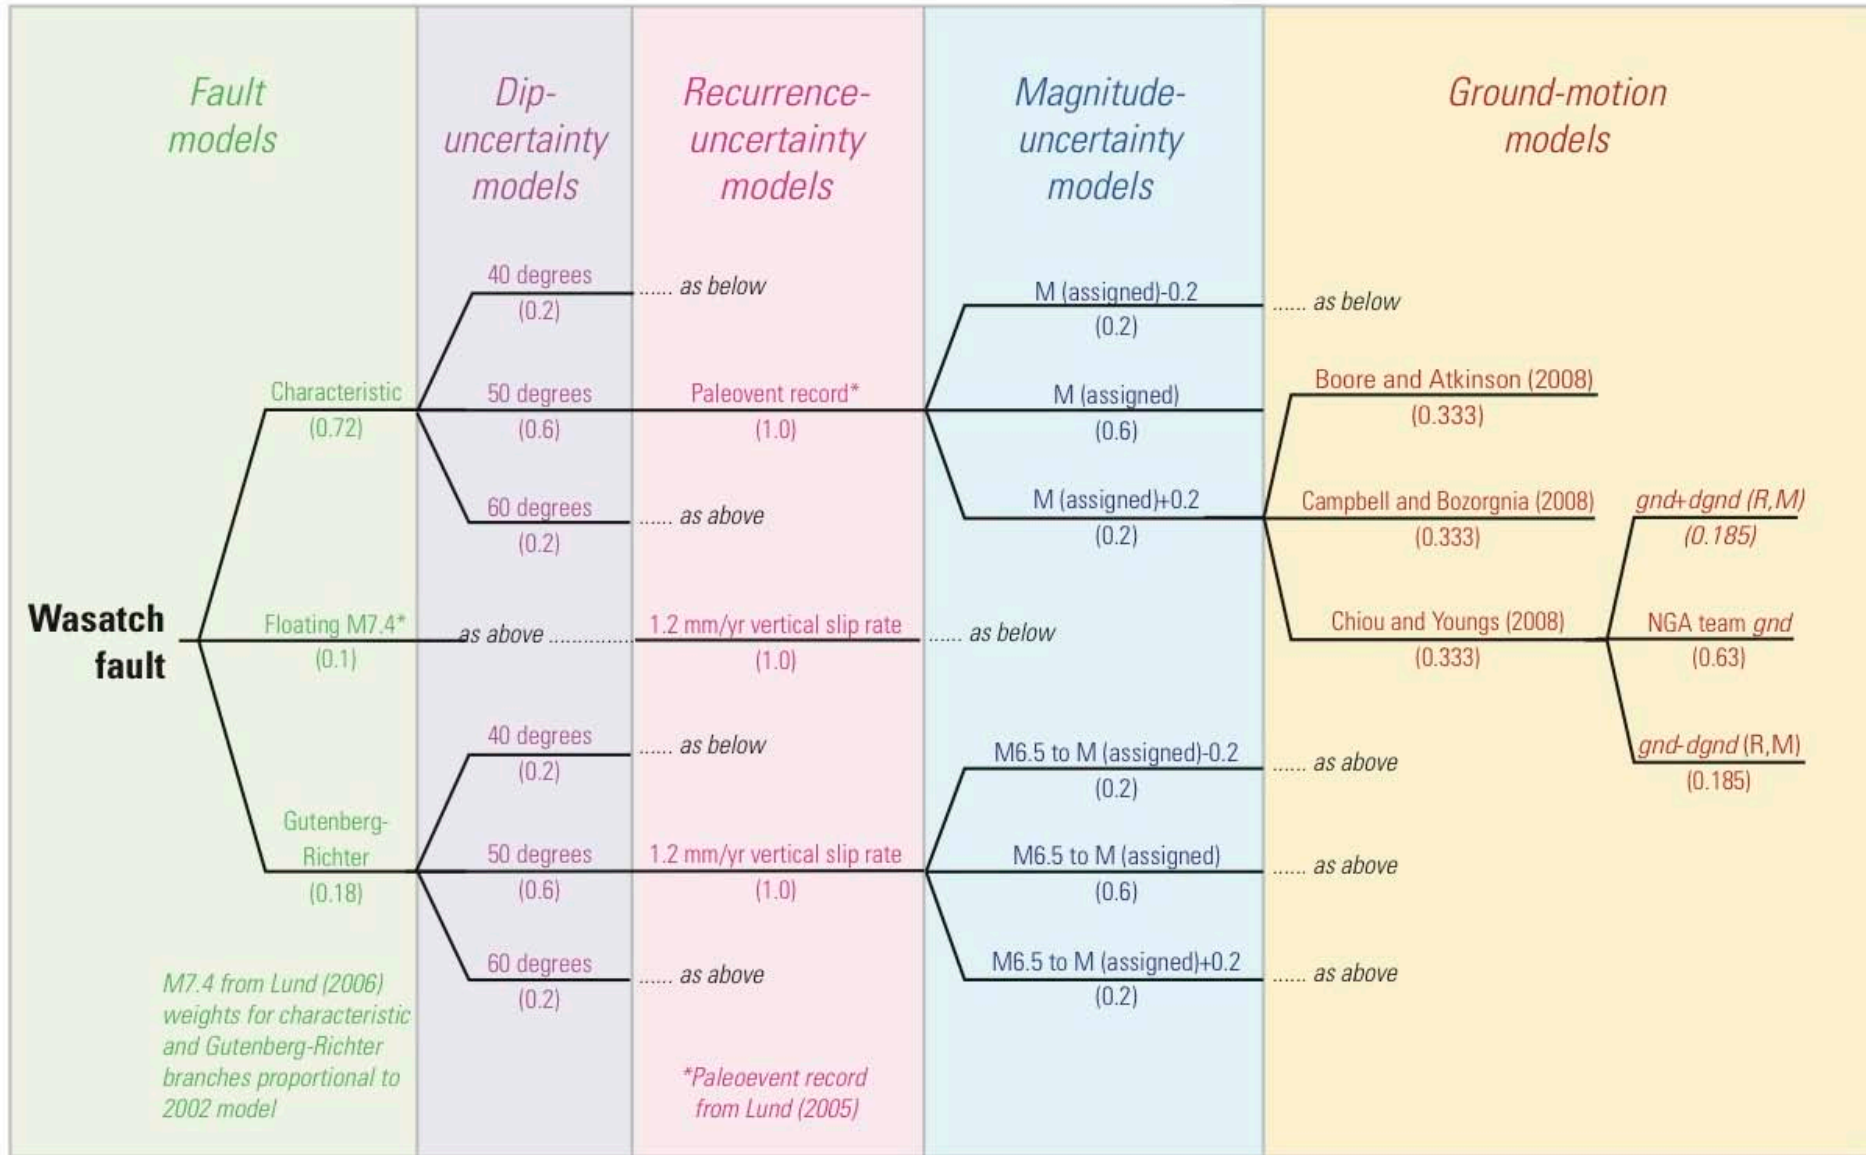 Fault
models
Dip-
uncertainty
models
Recurrence-
uncertainty
models
Magnitude-
uncertainty
models
Ground-motion
models
Wasatch
fault
Characteristic
(0.72)
Floating M7.4*
(0.1)
Gutenberg-
Richter
(0.18)
M7.4 from Lund (2006)
weights for characteristic
and Gutenberg-Richter
branches proportional to
2002 model
40 degrees
(0.2)
50 degrees
(0.6)
60 degrees
(0.2)
as above ..............
40 degrees
(0.2)
50 degrees
(0.6)
60 degrees
(0.2)
...... as below
Paleovent record*
(1.0)
...... as above
1.2 mm/yr vertical slip rate
(1.0)
...... as below
1.2 mm/yr vertical slip rate
(1.0)
...... as above
*Paleoevent record
from Lund (2005)
M (assigned)-0.2
(0.2)
M (assigned)
(0.6)
M (assigned)+0.2
(0.2)
...... as below
M6.5 to M (assigned)-0.2
(0.2)
M6.5 to M (assigned)
(0.6)
M6.5 to M (assigned)+0.2
(0.2)
...... as below
Boore and Atkinson (2008)
(0.333)
Campbell and Bozorgnia (2008)
(0.333)
Chiou and Youngs (2008)
(0.333)
gnd+dgnd (R,M)
(0.185)
NGA team gnd
(0.63)
gnd-dgnd (R,M)
(0.185)
...... as above
...... as above
...... as above